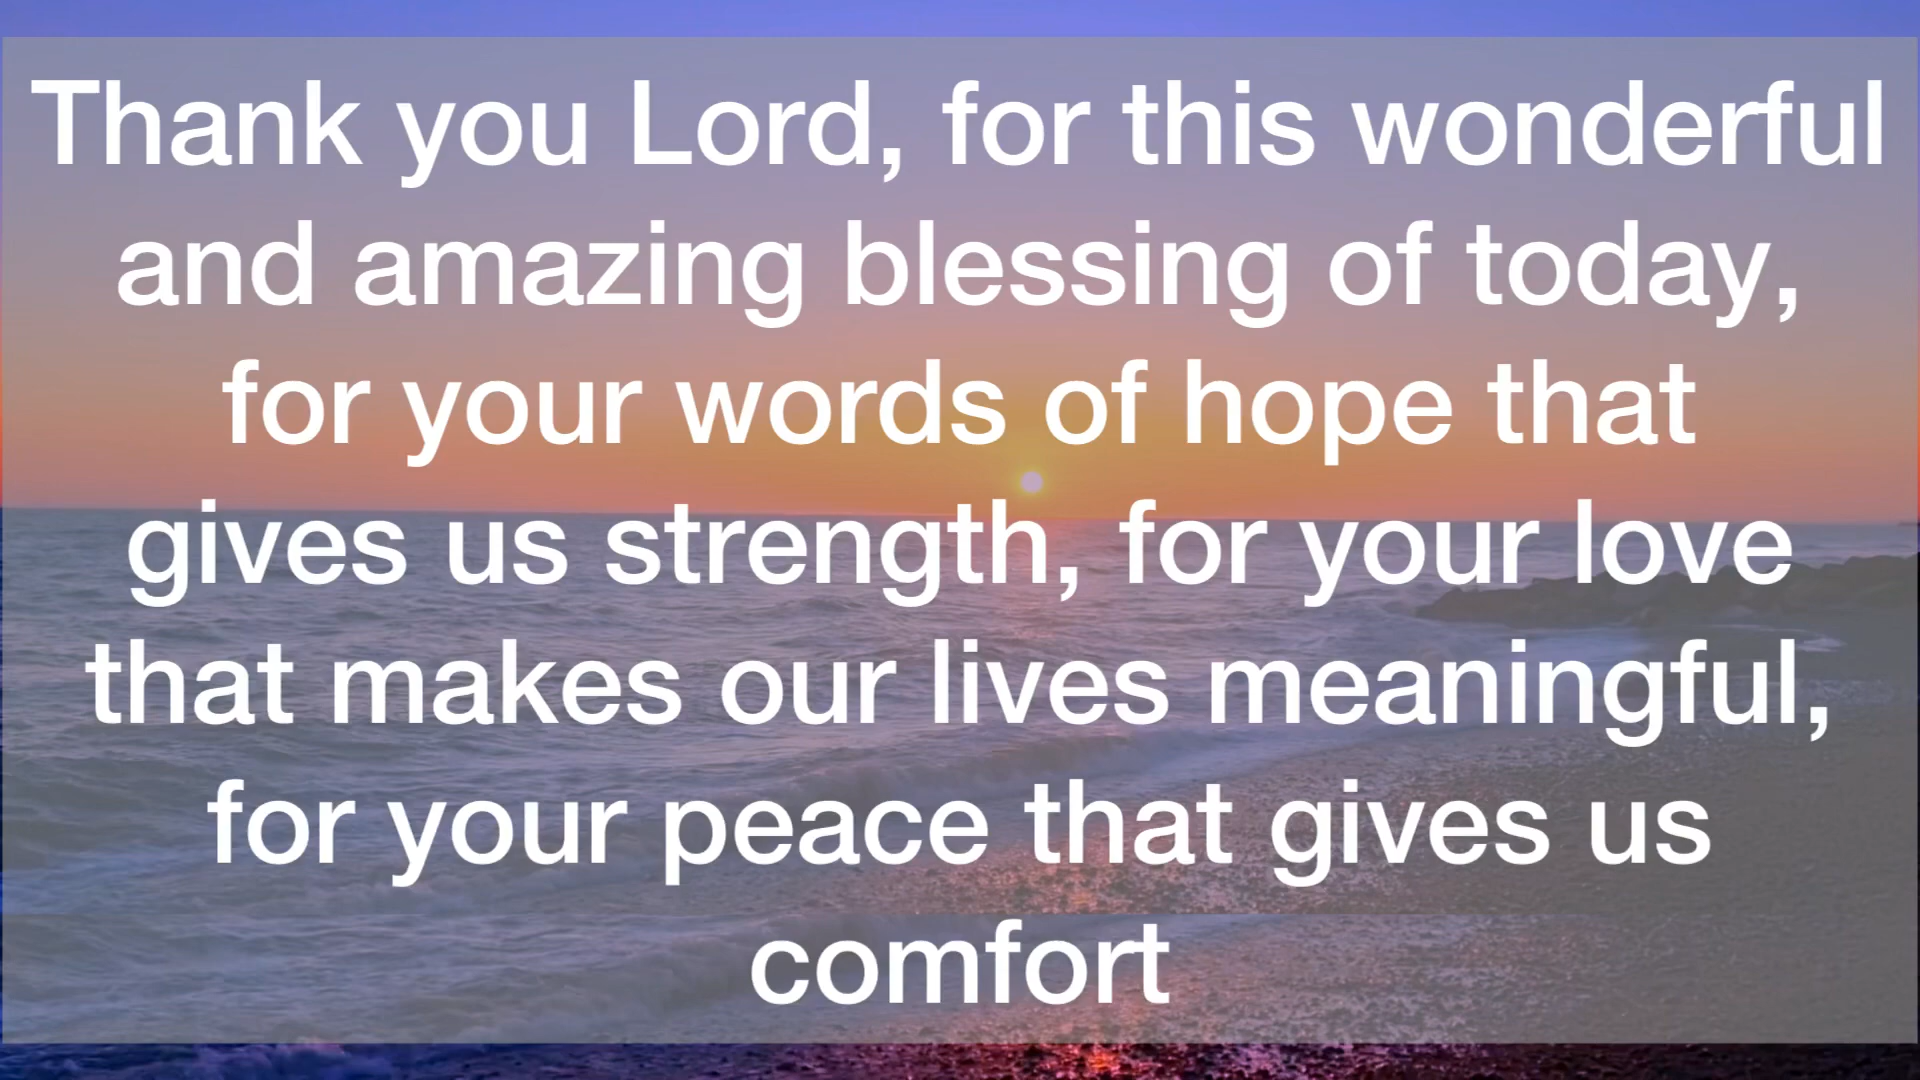 Thank you Lord, for this wonderful
and amazing blessing of today,
for your words of hope that
gives us strength, for your love
that makes our lives meaningful,
for your peace that gives us
comfort